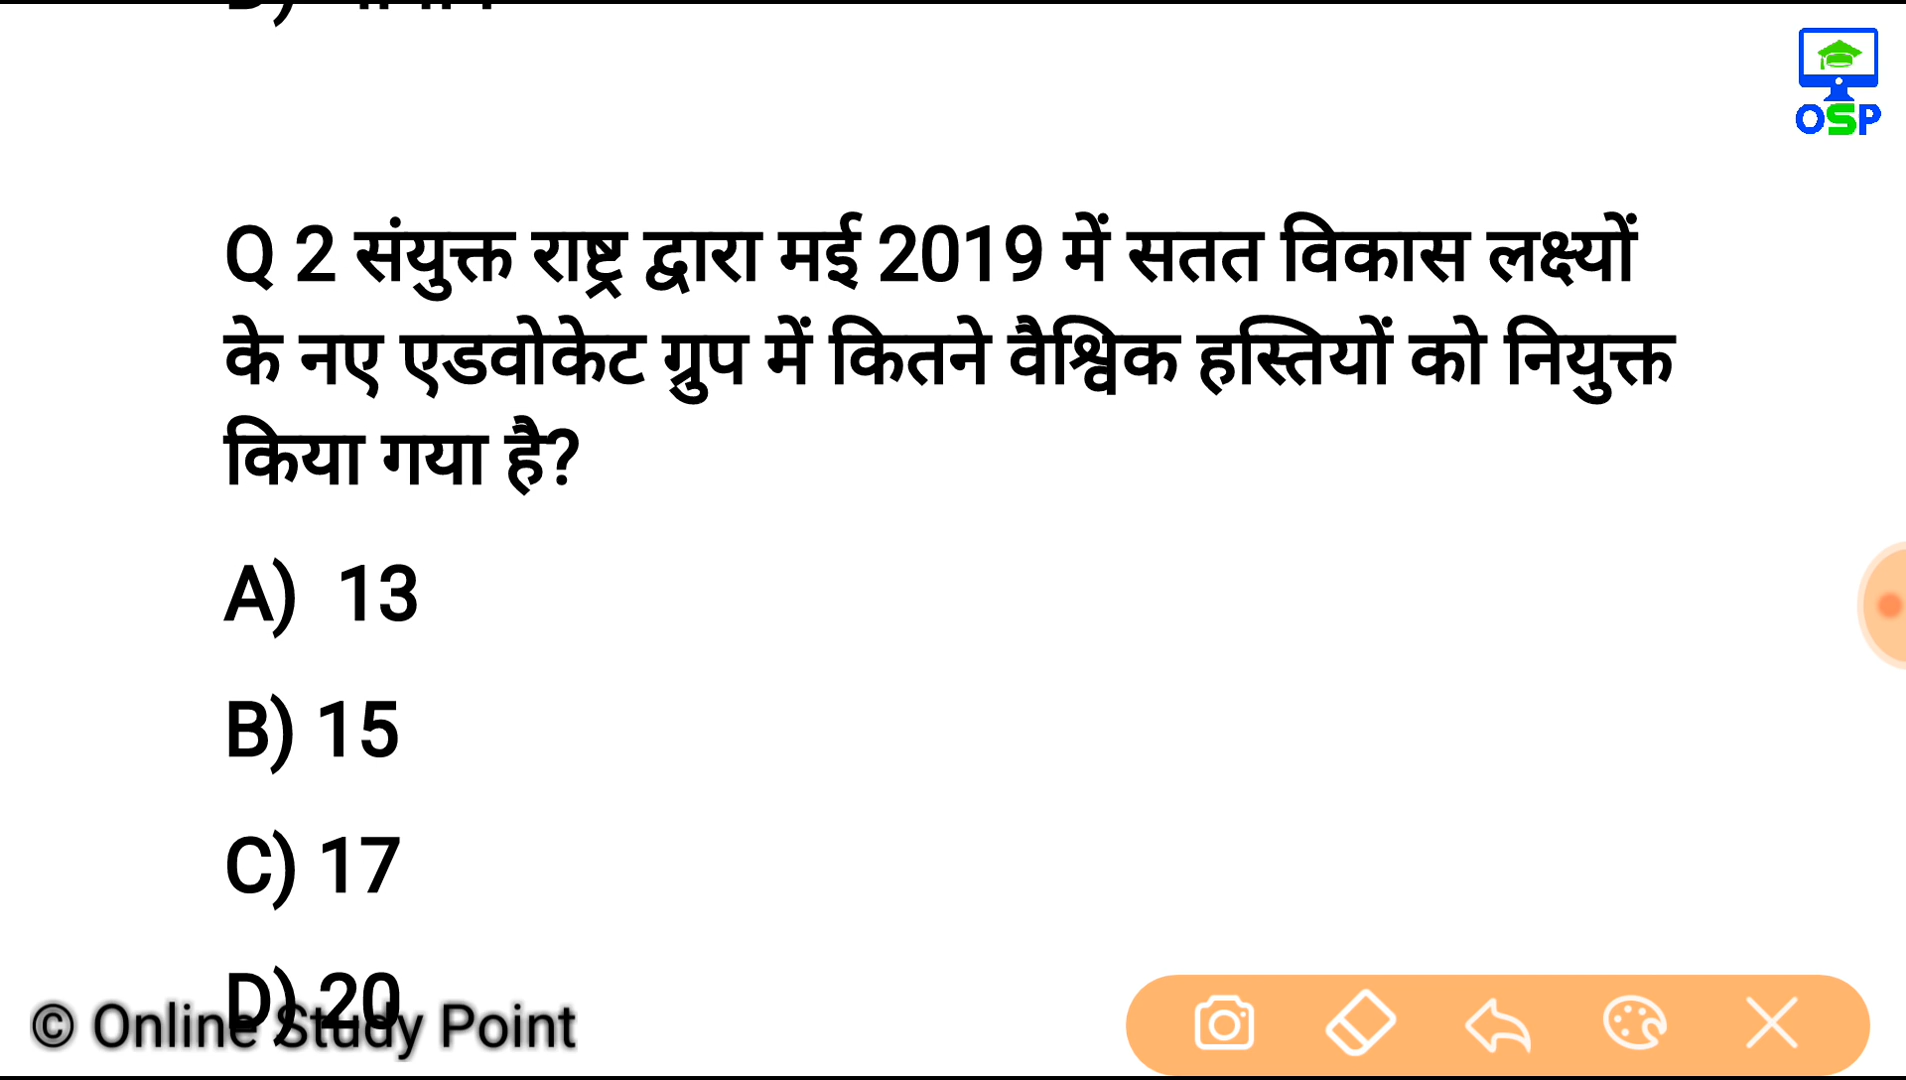 OSP
Q 2 संयुक्त राष्ट्र द्वारा मई 2019 में सतत विकास लक्ष्यों
के नए एडवोकेट ग्रुप में कितने वैश्विक हस्तियों को नियुक्त
किया गया है?
A) 13
B) 15
C) 17
D) 20
© Online Study Point